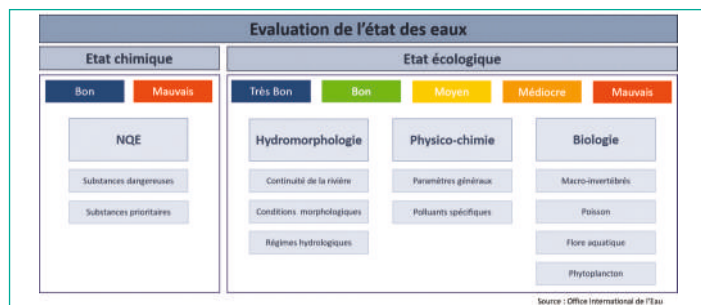 Evaluation de l'état des eaux
Etat chimique
Etat écologique
Bon
Mauvais
Très Bon
Bon
Moyen
Médiocre
Mauvais
NQE
Hydromorphologie
Physico-chimie
Biologie
Substances dangereuses
Continuité de la rivière
Paramètres généraux
Macro-invertébrés
Substances prioritaires
Conditions morphologiques
Polluants spécifiques
Poisson
Régimes hydrologiques
Flore aquatique
Phytoplancton
Source : Office International de l'Eau